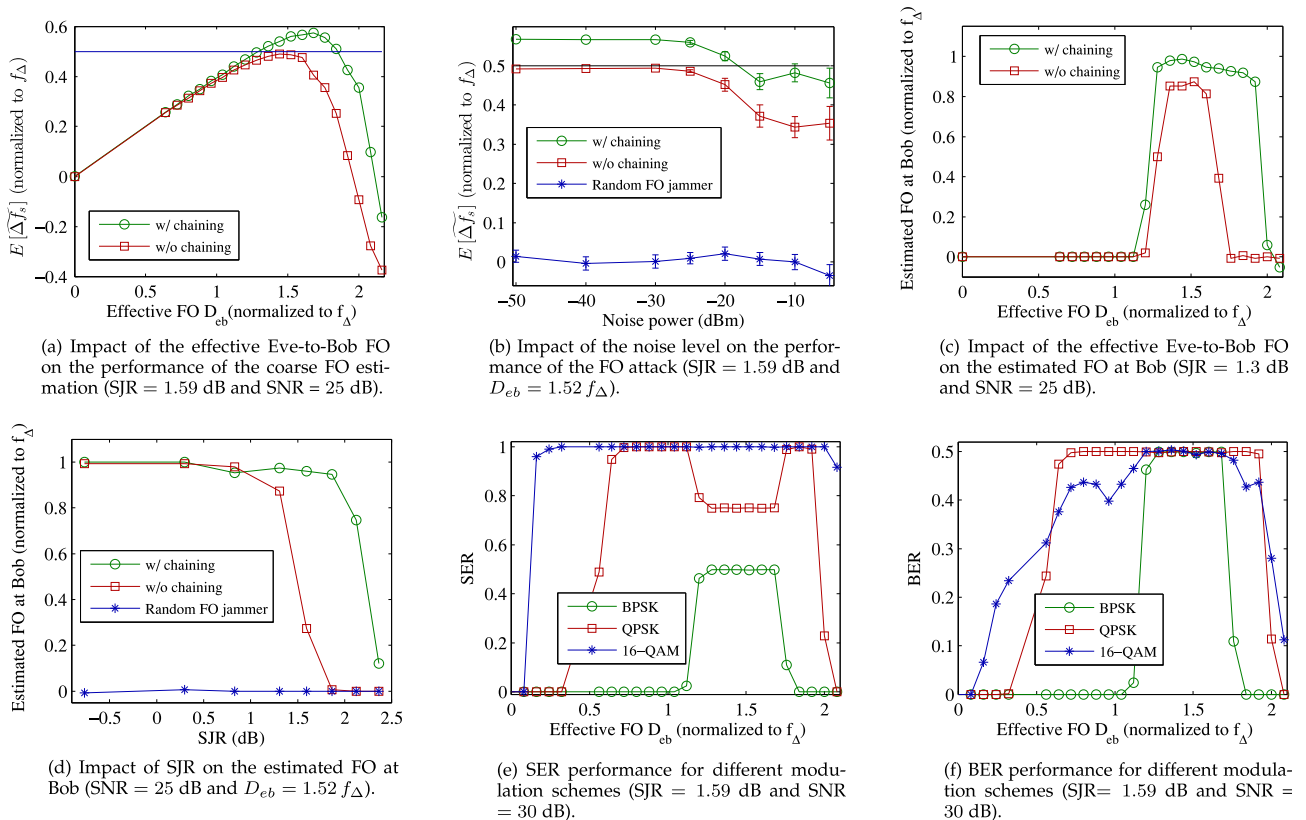 0.6
0.4
0.2
0
−0.2
−0.4
E [Δ̃f_s] (normalized to f_Δ)
w/ chaining
w/o chaining
0 0.5 1 1.5 2
Effective FO D_eb (normalized to f_Δ)
(a) Impact of the effective Eve-to-Bob FO
on the performance of the coarse FO esti-
mation (SJR = 1.59 dB and SNR = 25 dB).
0.6
0.5
0.4
0.3
0.2
0.1
0
E [Δ̃f_s] (normalized to f_Δ)
w/ chaining
w/o chaining
Random FO jammer
−50 −40 −30 −20 −10
Noise power (dBm)
(b) Impact of the noise level on the perfor-
mance of the FO attack (SJR = 1.59 dB and
D_eb = 1.52 f_Δ).
1
0.8
0.6
0.4
0.2
0
Estimated FO at Bob (normalized to f_Δ)
w/ chaining
w/o chaining
0 0.5 1 1.5 2
Effective FO D_eb (normalized to f_Δ)
(c) Impact of the effective Eve-to-Bob FO
on the estimated FO at Bob (SJR = 1.3 dB
and SNR = 25 dB).
1
0.8
0.6
0.4
0.2
0
Estimated FO at Bob (normalized to f_Δ)
w/ chaining
w/o chaining
Random FO jammer
−0.5 0 0.5 1 1.5 2 2.5
SJR (dB)
(d) Impact of SJR on the estimated FO at
Bob (SNR = 25 dB and D_eb = 1.52 f_Δ).
1
0.8
0.6
0.4
0.2
0
SER
BPSK
QPSK
16−QAM
0 0.5 1 1.5 2
Effective FO D_eb (normalized to f_Δ)
(e) SER performance for different modu-
lation schemes (SJR = 1.59 dB and SNR
= 30 dB).
0.5
0.4
0.3
0.2
0.1
0
BER
BPSK
QPSK
16−QAM
0 0.5 1 1.5 2
Effective FO D_eb (normalized to f_Δ)
(f) BER performance for different modula-
tion schemes (SJR= 1.59 dB and SNR =
30 dB).